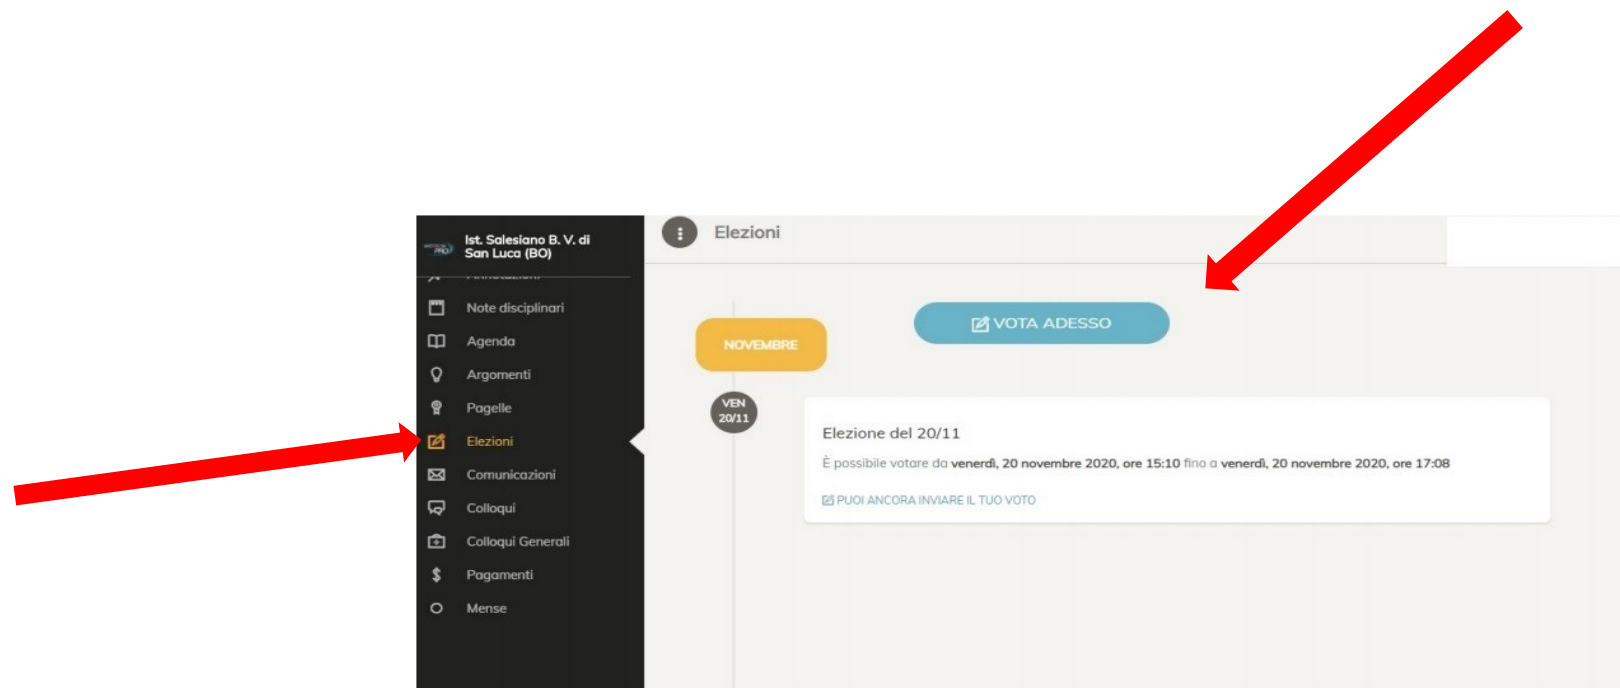 PRO
Ist. Salesiano B. V. di
San Luca (BO)
Note disciplinari
Agenda
Argomenti
Pagelle
Elezioni
Comunicazioni
Colloqui
Colloqui Generali
Pagamenti
Mense
Elezioni
VOTA ADESSO
NOVEMBRE
VEN
20/11
Elezione del 20/11
È possibile votare da venerdì, 20 novembre 2020, ore 15:10 fino a venerdì, 20 novembre 2020, ore 17:08
PUOI ANCORA INVIARE IL TUO VOTO